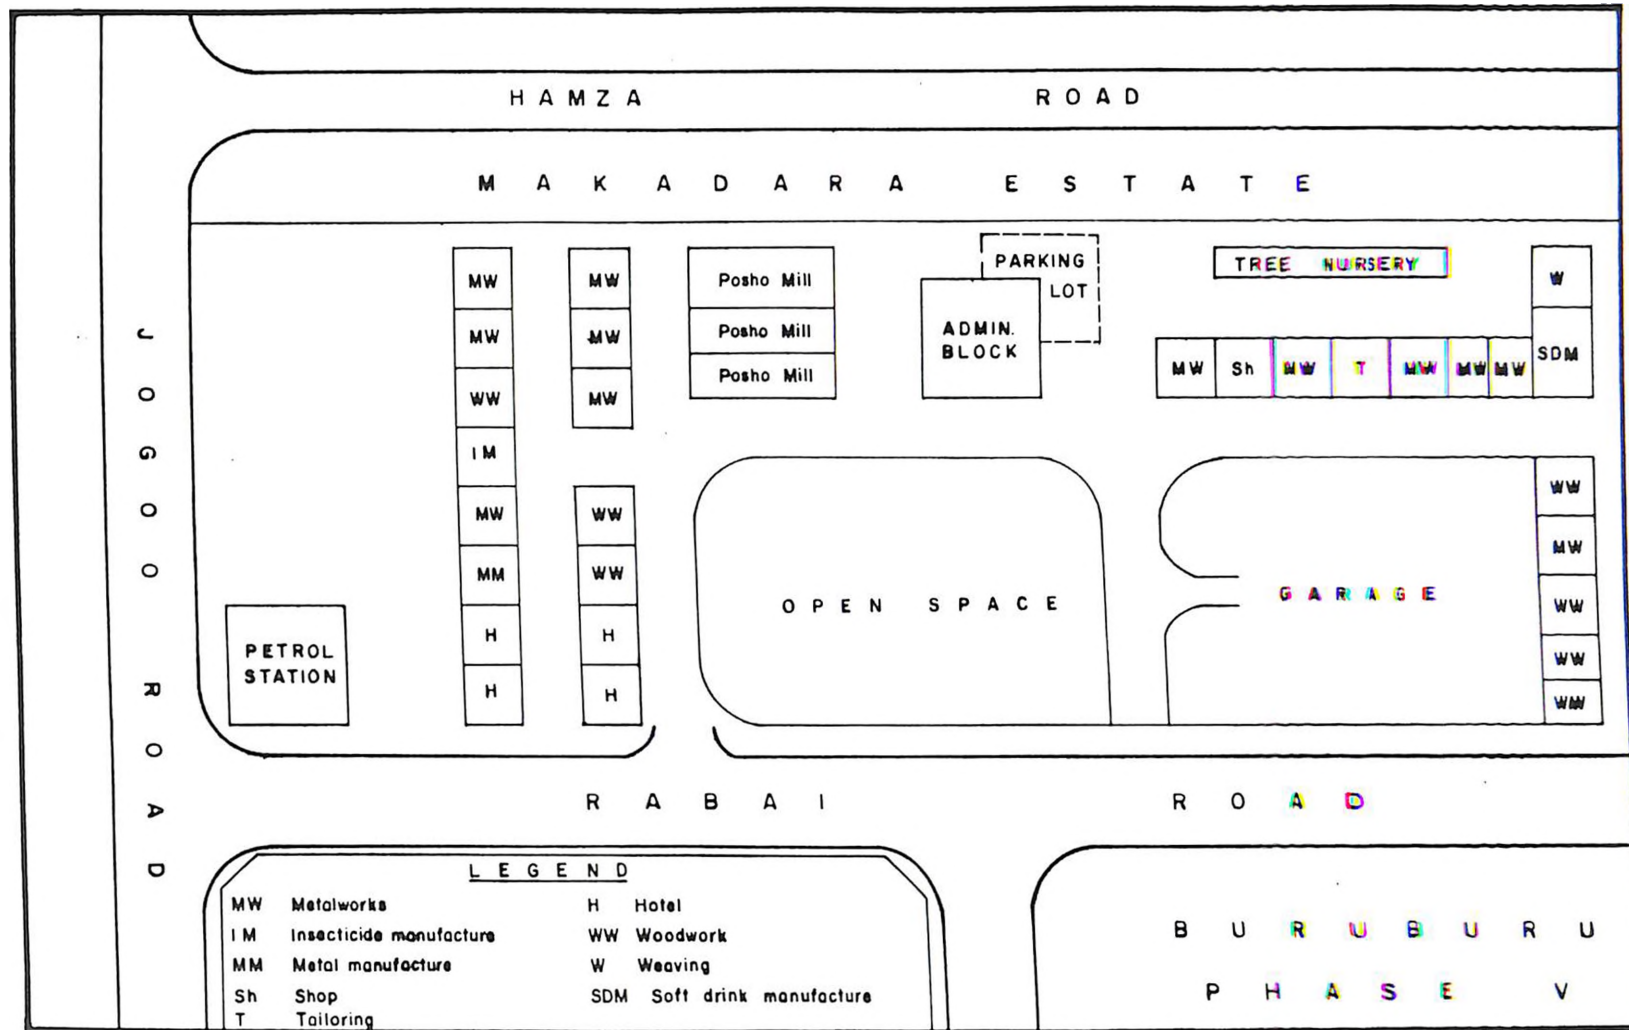 HAMZA ROAD
MAKADARA ESTATE
JOGOO ROAD
MW
MW
WW
IM
MW
MM
H
H
MW
MW
MW
WW
WW
H
H
Posho Mill
Posho Mill
Posho Mill
PARKING
LOT
ADMIN.
BLOCK
TREE NURSERY
W
SDM
MW Sh MW T MW MW MW
WW
MW
WW
WW
WW
OPEN SPACE
GARAGE
PETROL
STATION
RABAI ROAD
LEGEND
MW Metalworks
IM Insecticide manufacture
MM Metal manufacture
Sh Shop
T Tailoring
H Hotel
WW Woodwork
W Weaving
SDM Soft drink manufacture
BURUBURU
PHASE V